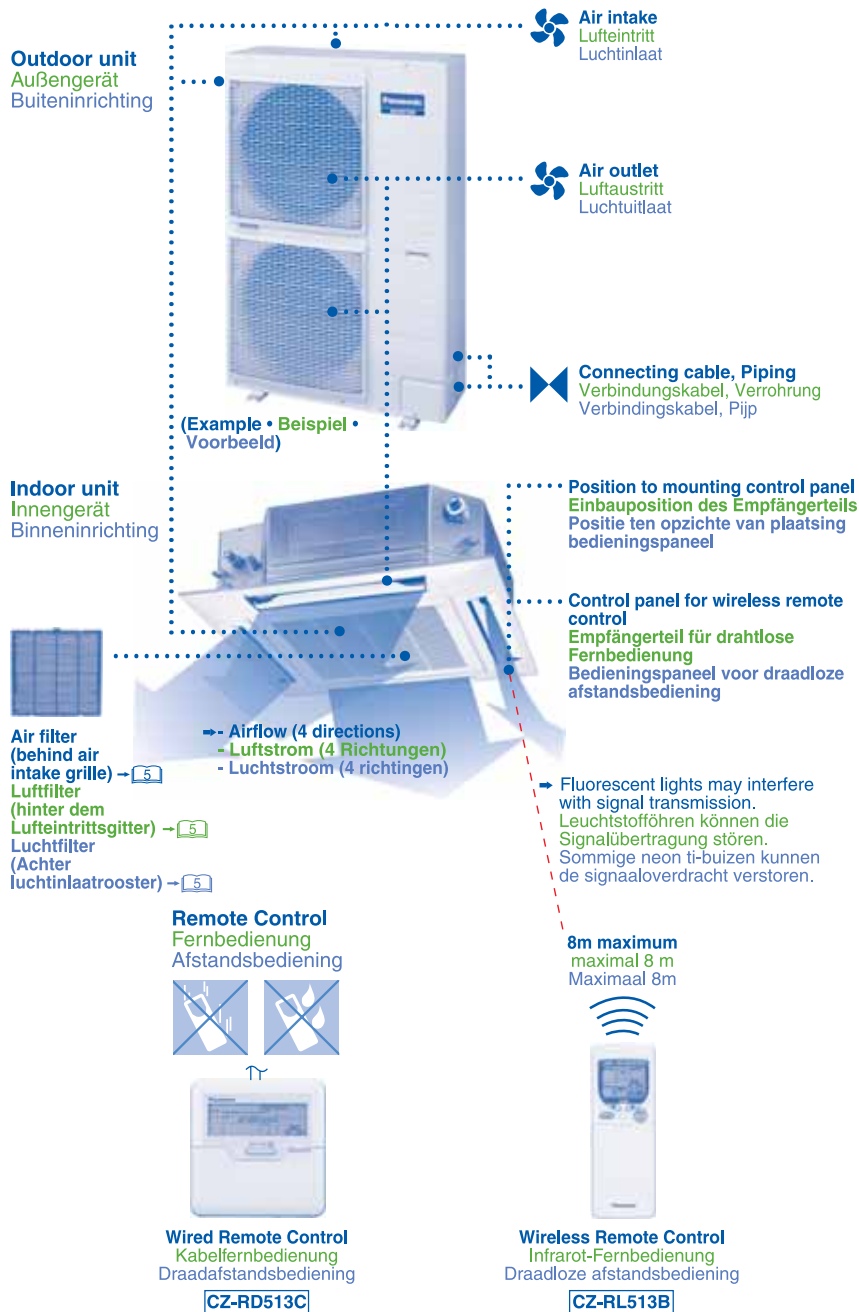 Air intake
Lufteintritt
Luchtinlaat
Outdoor unit
Außengerät
Buiteninrichting
Panasonic
Air outlet
Luftaustritt
Luchtuitlaat
Connecting cable, Piping
Verbindungskabel, Verrohrung
Verbindingskabel, Pijp
(Example • Beispiel •
Voorbeeld)
Indoor unit
Innengerät
Binneninrichting
Position to mounting control panel
Einbauposition des Empfängerteils
Positie ten opzichte van plaatsing
bedieningspaneel
Control panel for wireless remote
control
Empfängerteil für drahtlose
Fernbedienung
Bedieningspaneel voor draadloze
afstandsbediening
Air filter
(behind air
intake grille) → 5
Luftfilter
(hinter dem
Lufteintrittsgitter) → 5
Luchtfilter
(Achter
luchtinlaatrooster) → 5
➡- Airflow (4 directions)
- Luftstrom (4 Richtungen)
- Luchtstroom (4 richtingen)
➡ Fluorescent lights may interfere
with signal transmission.
Leuchtstofföhren können die
Signalübertragung stören.
Sommige neon ti-buizen kunnen
de signaaloverdracht verstoren.
Remote Control
Fernbedienung
Afstandsbediening
8m maximum
maximal 8 m
Maximaal 8m
Wired Remote Control
Kabelfernbedienung
Draadafstandsbediening
CZ-RD513C
Wireless Remote Control
Infrarot-Fernbedienung
Draadloze afstandsbediening
CZ-RL513B